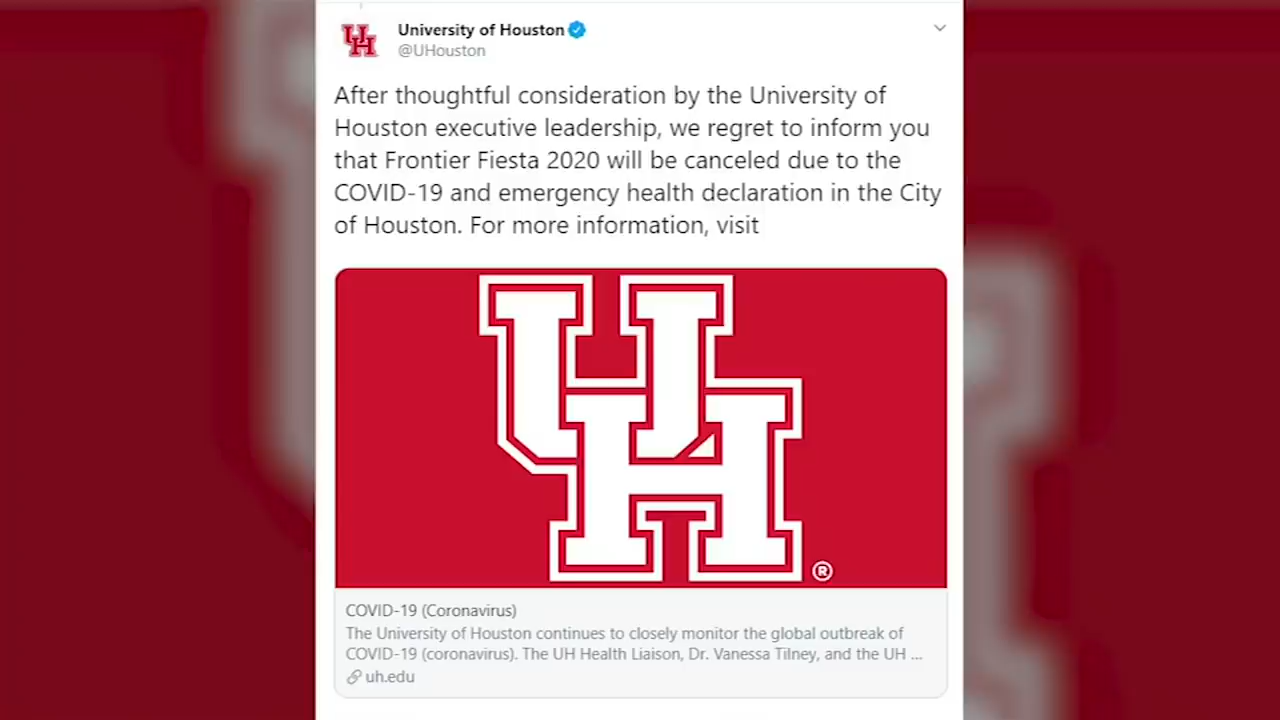 University of Houston
@UHouston
After thoughtful consideration by the University of
Houston executive leadership, we regret to inform you
that Frontier Fiesta 2020 will be canceled due to the
COVID-19 and emergency health declaration in the City
of Houston. For more information, visit
UH
®
COVID-19 (Coronavirus)
The University of Houston continues to closely monitor the global outbreak of
COVID-19 (coronavirus). The UH Health Liaison, Dr. Vanessa Tilney, and the UH ...
uh.edu